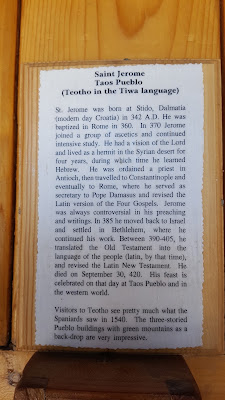 Saint Jerome
Taos Pueblo
(Teotho in the Tiwa language)
St. Jerome was born at Stido, Dalmatia
(modern day Croatia) in 342 A.D. He was
baptized in Rome in 360. In 370 Jerome
joined a group of ascetics and continued
intensive study. He had a vision of the Lord
and lived as a hermit in the Syrian desert for
four years, during which time he learned
Hebrew. He was ordained a priest in
Antioch, then travelled to Constantinople and
eventually to Rome, where he served as
secretary to Pope Damasus and revised the
Latin version of the Four Gospels. Jerome
was always controversial in his preaching
and writings. In 385 he moved back to Israel
and settled in Bethlehem, where he
continued his work. Between 390-405, he
translated the Old Testament into the
language of the people (latin, by that time),
and revised the Latin New Testament. He
died on September 30, 420. His feast is
celebrated on that day at Taos Pueblo and in
the western world.
Visitors to Teotho see pretty much what the
Spaniards saw in 1540. The three-storied
Pueblo buildings with green mountains as a
back-drop are very impressive.